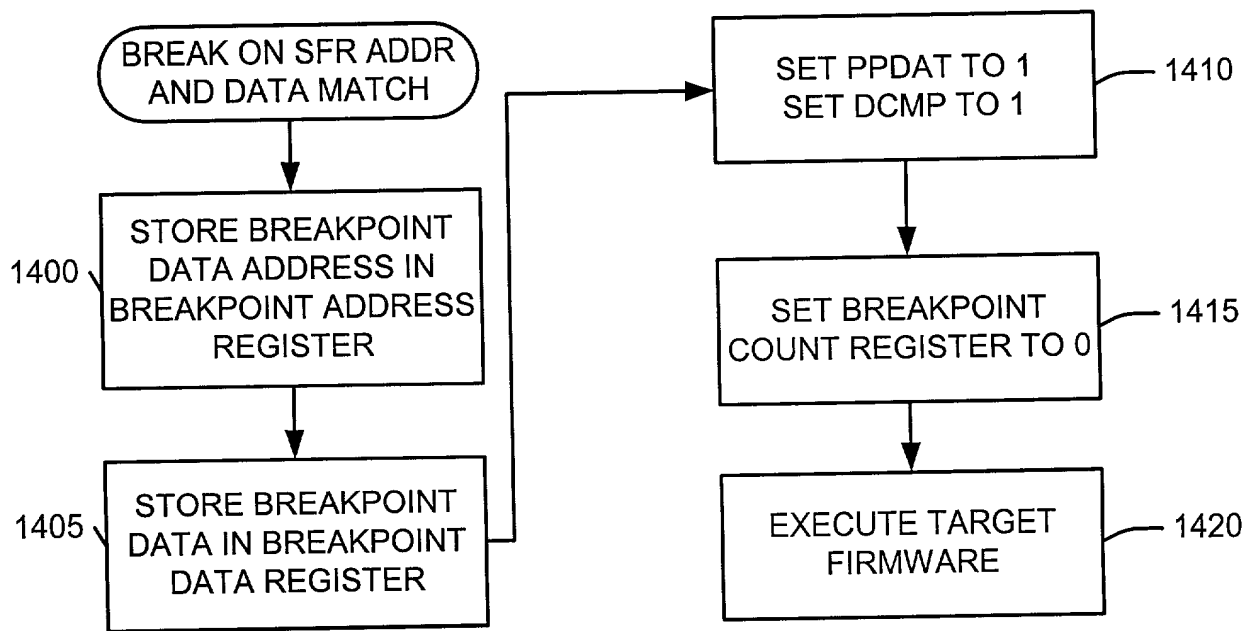 BREAK ON SFR ADDR
AND DATA MATCH
1400
STORE BREAKPOINT
DATA ADDRESS IN
BREAKPOINT ADDRESS
REGISTER
1405
STORE BREAKPOINT
DATA IN BREAKPOINT
DATA REGISTER
SET PPDAT TO 1
SET DCMP TO 1
1410
SET BREAKPOINT
COUNT REGISTER TO 0
1415
EXECUTE TARGET
FIRMWARE
1420